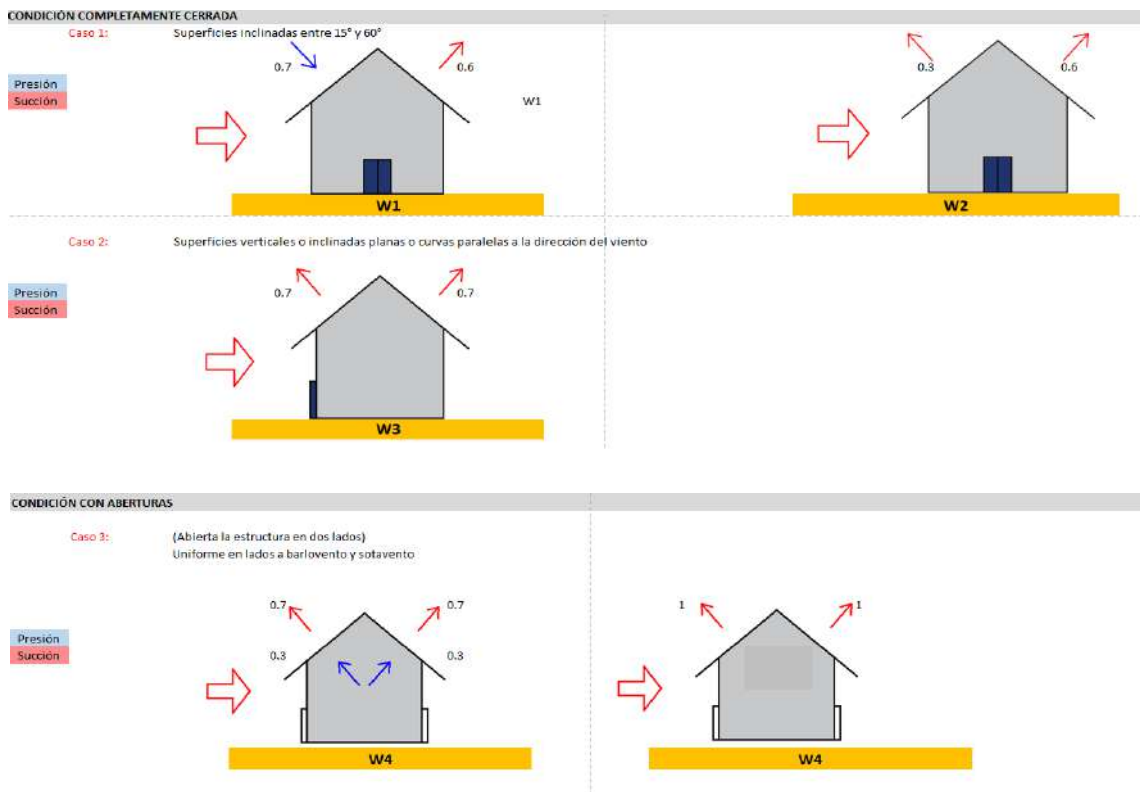 CONDICIÓN COMPLETAMENTE CERRADA
Caso 1: Superficies inclinadas entre 15° y 60°
0.7 0.6 0.3 0.6
Presión
Succión W1
W1 W2
Caso 2: Superficies verticales o inclinadas planas o curvas paralelas a la dirección del viento
0.7 0.7
Presión
Succión
W3
CONDICIÓN CON ABERTURAS
Caso 3: (Abierta la estructura en dos lados)
Uniforme en lados a barlovento y sotavento
0.7 0.7 1 1
Presión
Succión 0.3 0.3
W4 W4